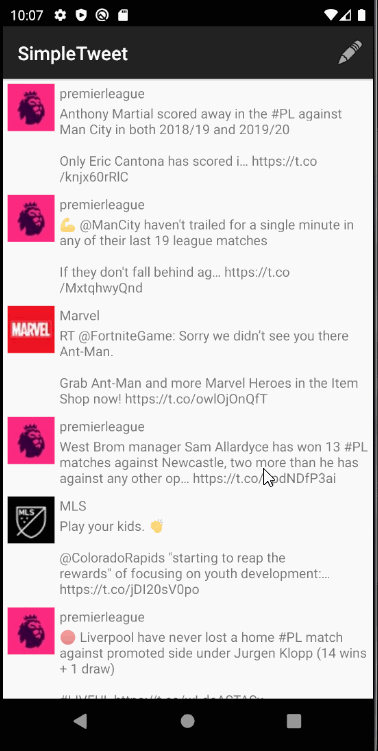 10:07
SimpleTweet
premierleague
Anthony Martial scored away in the #PL against
Man City in both 2018/19 and 2019/20
Only Eric Cantona has scored i... https://t.co
/knjx60rRlC
premierleague
💪 @ManCity haven't trailed for a single minute in
any of their last 19 league matches
If they don't fall behind ag... https://t.co
/MxtqhwyQnd
MARVEL
Marvel
RT @FortniteGame: Sorry we didn't see you there
Ant-Man.
Grab Ant-Man and more Marvel Heroes in the Item
Shop now! https://t.co/owlOjOnQfT
premierleague
West Brom manager Sam Allardyce has won 13 #PL
matches against Newcastle, two more than he has
against any other op... https://t.co/
MLS
MLS
Play your kids. 👏
@ColoradoRapids "starting to reap the
rewards" of focusing on youth development:...
https://t.co/jDI20sV0po
premierleague
🔴 Liverpool have never lost a home #PL match
against promoted side under Jurgen Klopp (14 wins
+ 1 draw)